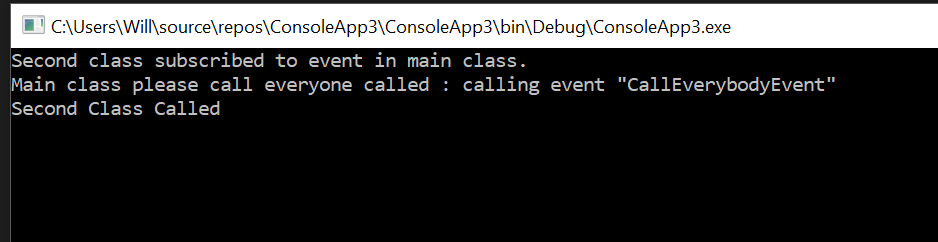 C:\Users\Will\source\repos\ConsoleApp3\ConsoleApp3\bin\Debug\ConsoleApp3.exe
Second class subscribed to event in main class.
Main class please call everyone called : calling event "CallEverybodyEvent"
Second Class Called